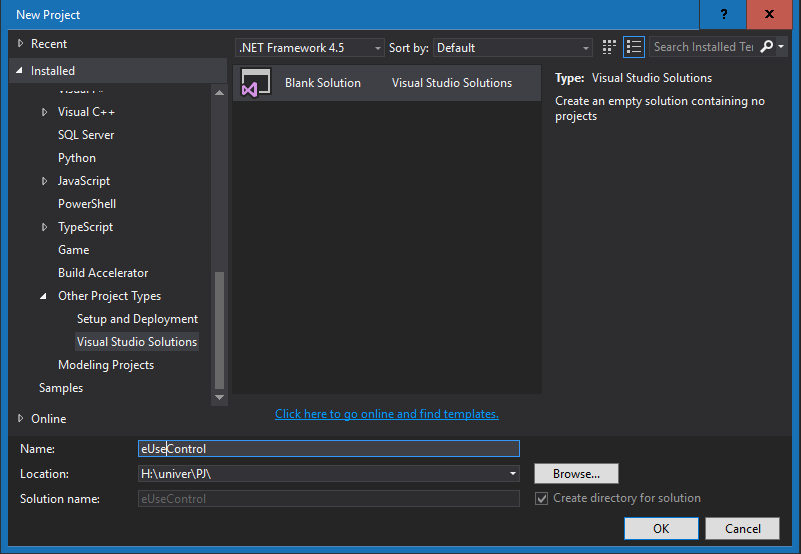 New Project
?
x
Recent
.NET Framework 4.5
Sort by:
Default
Search Installed Te
Installed
Visual C++
SQL Server
Python
JavaScript
PowerShell
TypeScript
Game
Build Accelerator
Other Project Types
Setup and Deployment
Visual Studio Solutions
Modeling Projects
Samples
Online
Blank Solution
Visual Studio Solutions
Type: Visual Studio Solutions
Create an empty solution containing no
projects
Click here to go online and find templates.
Name:
eUseControl
Location:
H:\univer\PJ\
Browse...
Solution name:
eUseControl
Create directory for solution
OK
Cancel